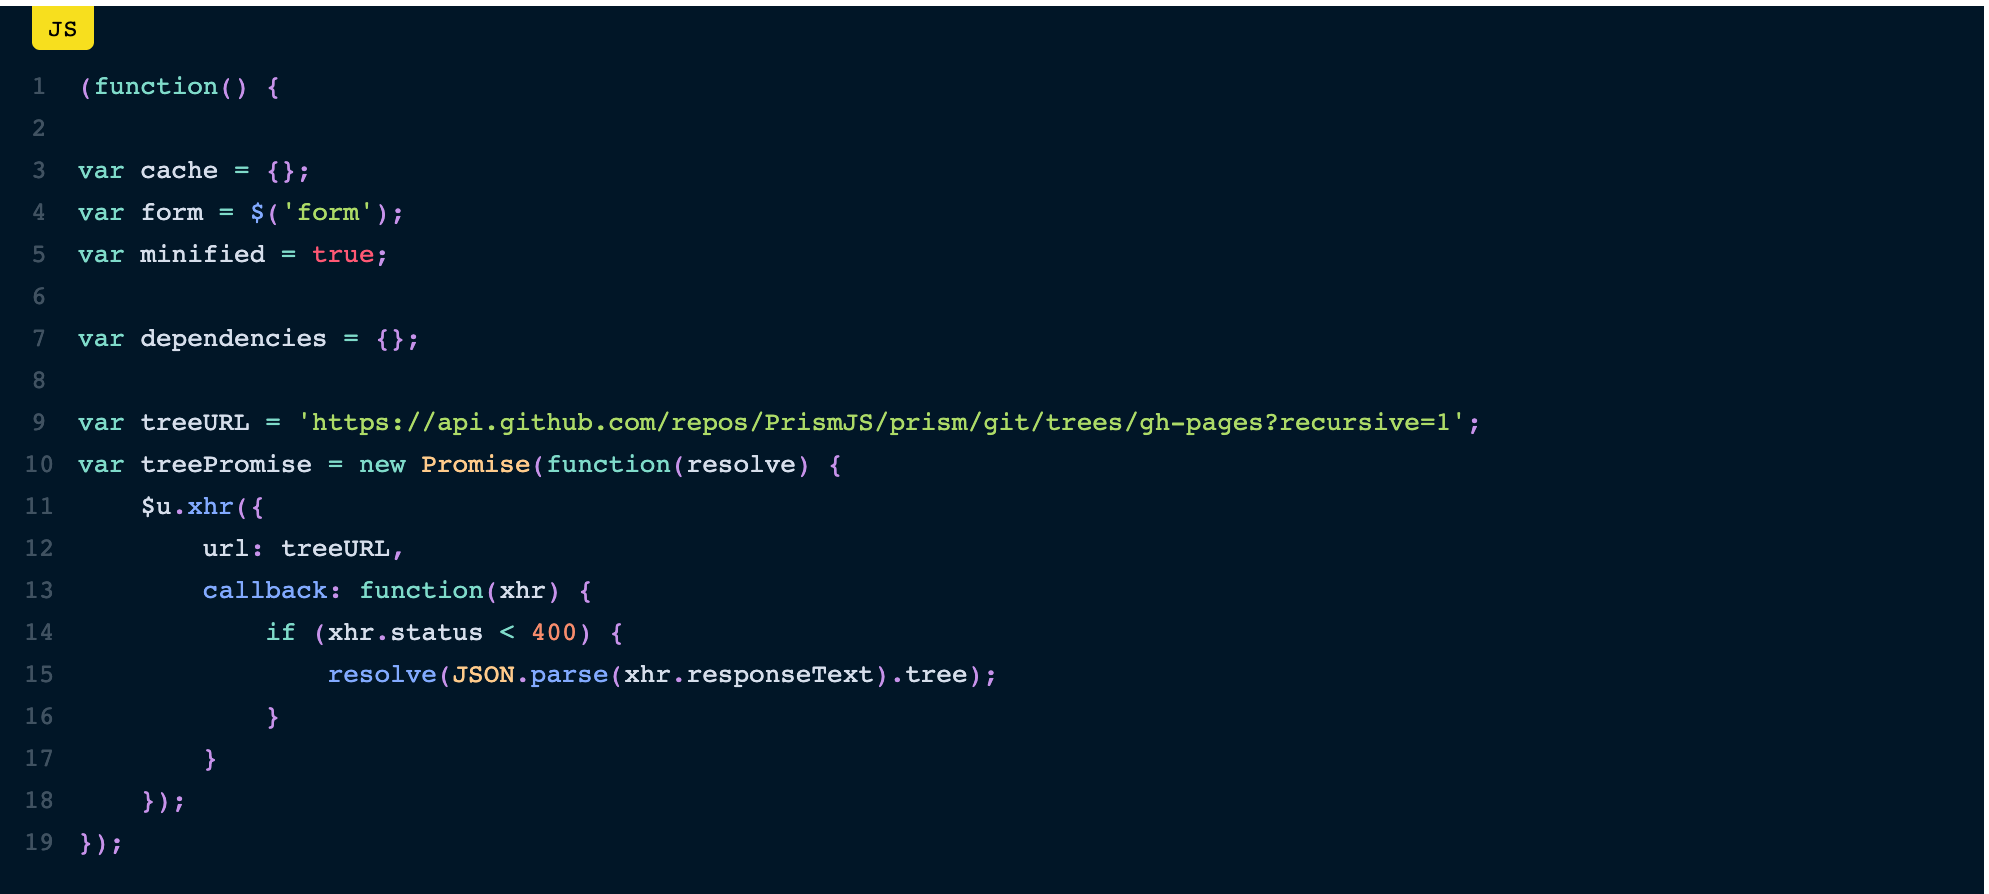 JS
1 (function() {
2
3 var cache = {};
4 var form = $('form');
5 var minified = true;
6
7 var dependencies = {};
8
9 var treeURL = 'https://api.github.com/repos/PrismJS/prism/git/trees/gh-pages?recursive=1';
10 var treePromise = new Promise(function(resolve) {
11     $u.xhr({
12         url: treeURL,
13         callback: function(xhr) {
14             if (xhr.status < 400) {
15                 resolve(JSON.parse(xhr.responseText).tree);
16             }
17         }
18     });
19 });